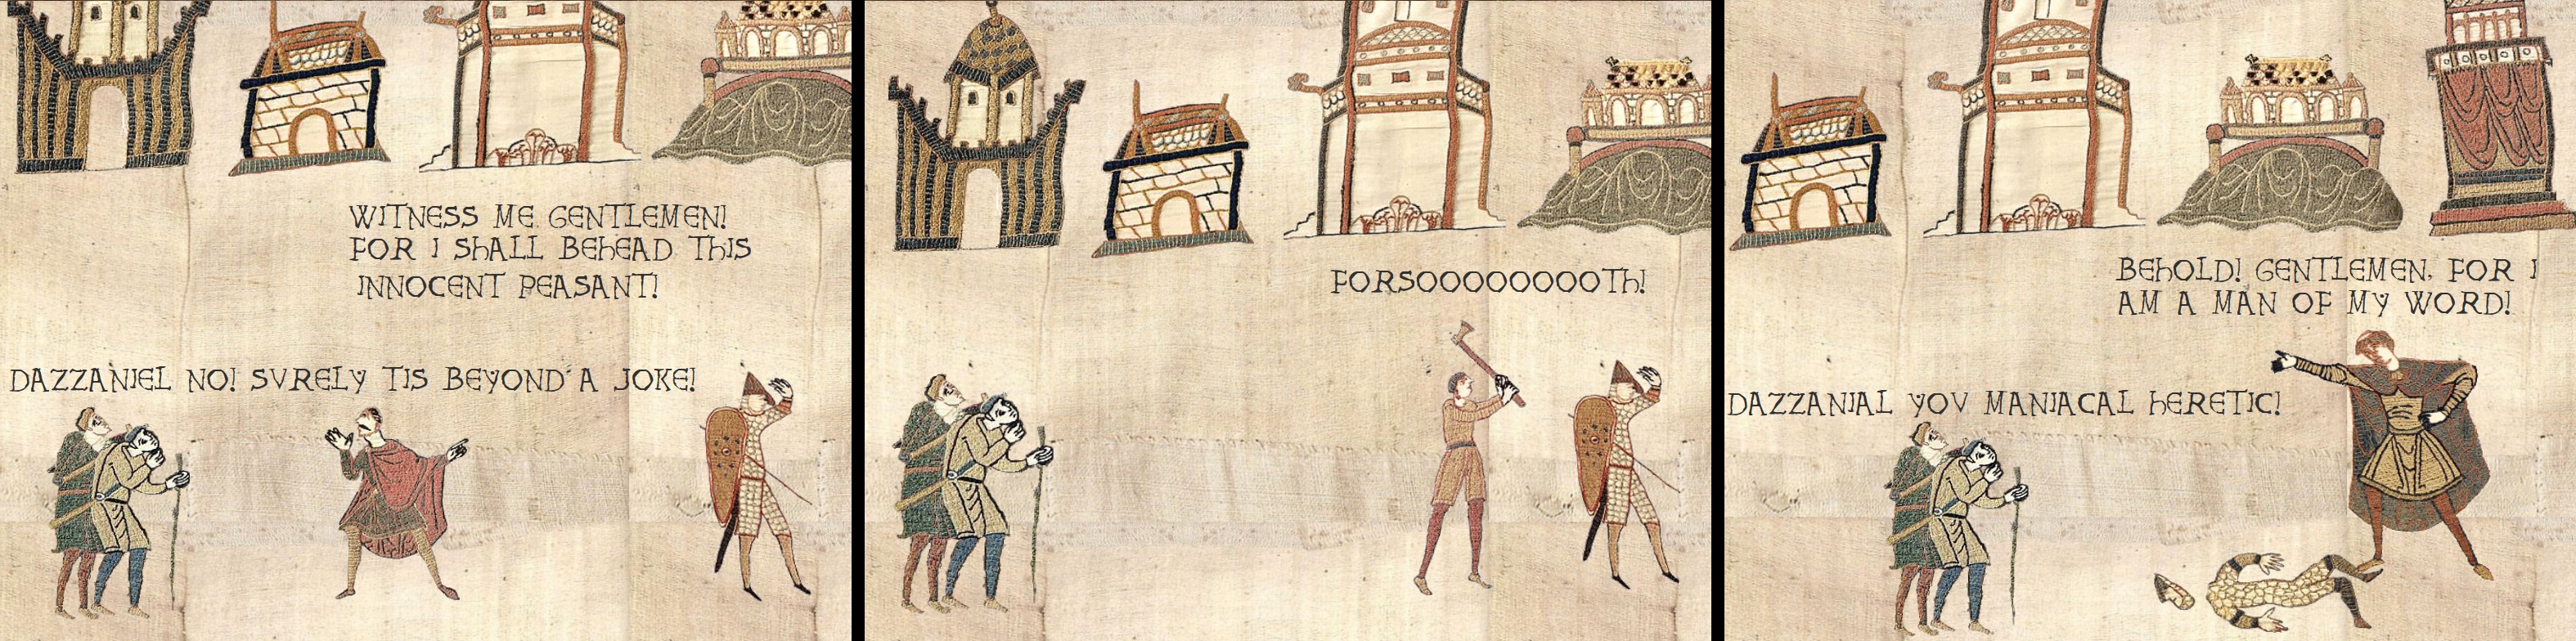 WITNESS ME GENTLEMEN!
FOR I ShALL BEhEAD ThIS
INNOCENT PEASANT!
DAZZANIEL NO! SVRELY TIS BEYOND A JOKE!
FORSOOOOOOOOTh!
BEhOLD! GENTLEMEN, FOR I
AM A MAN OF MY WORD!
DAZZANIAL YOV MANIACAL hERETIC!